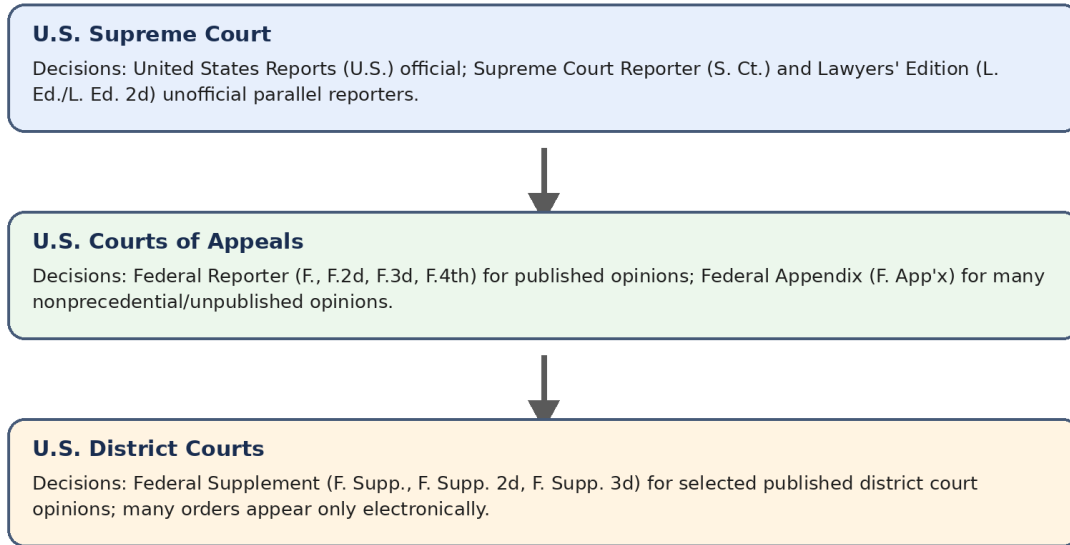 U.S. Supreme Court
Decisions: United States Reports (U.S.) official; Supreme Court Reporter (S. Ct.) and Lawyers' Edition (L.
Ed./L. Ed. 2d) unofficial parallel reporters.
U.S. Courts of Appeals
Decisions: Federal Reporter (F., F.2d, F.3d, F.4th) for published opinions; Federal Appendix (F. App'x) for many
nonprecedential/unpublished opinions.
U.S. District Courts
Decisions: Federal Supplement (F. Supp., F. Supp. 2d, F. Supp. 3d) for selected published district court
opinions; many orders appear only electronically.